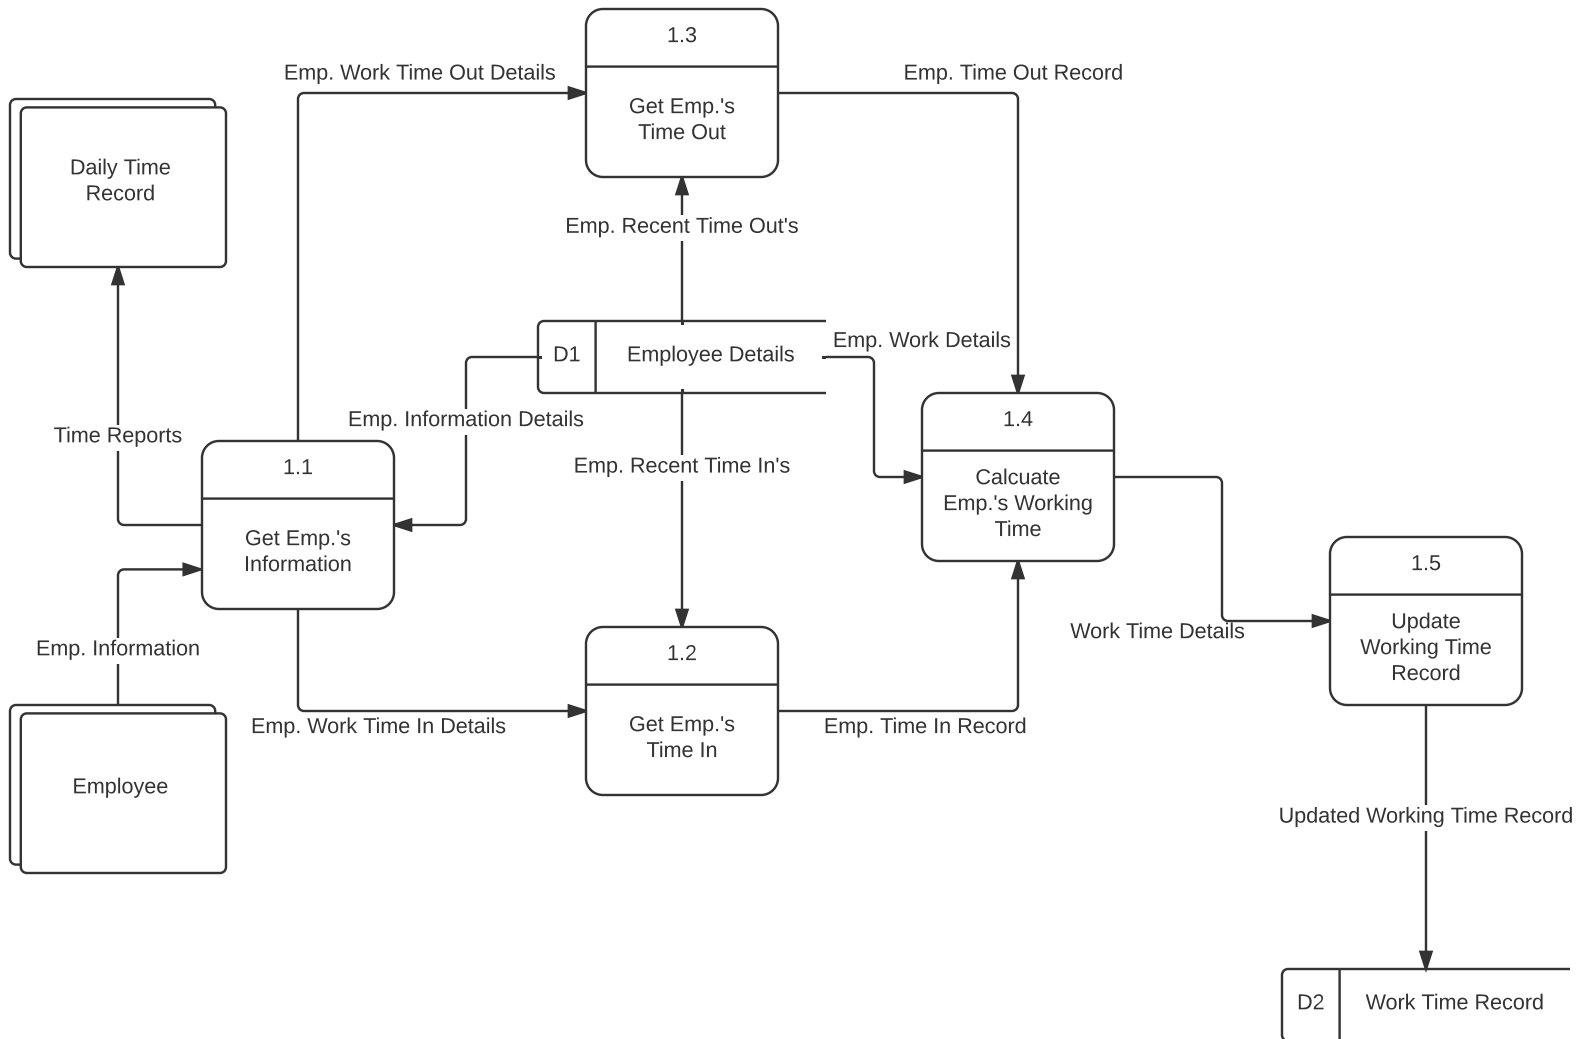 1.3
Emp. Work Time Out Details
Emp. Time Out Record
Get Emp.'s
Time Out
Daily Time
Record
Emp. Recent Time Out's
D1
Employee Details
Emp. Work Details
Emp. Information Details
Time Reports
1.1
Emp. Recent Time In's
1.4
Calcuate
Emp.'s Working
Time
Get Emp.'s
Information
1.5
Update
Working Time
Record
Work Time Details
Emp. Information
1.2
Get Emp.'s
Time In
Emp. Work Time In Details
Emp. Time In Record
Employee
Updated Working Time Record
D2
Work Time Record